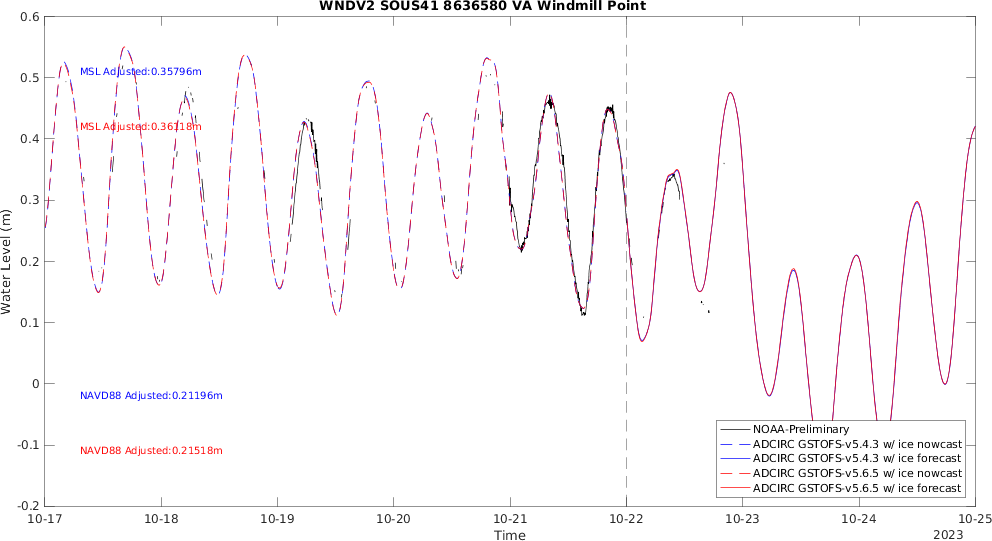 WNDV2 SOUS41 8636580 VA Windmill Point
0.6
0.5
0.4
0.3
0.2
0.1
0
-0.1
-0.2
Water Level (m)
MSL Adjusted:0.35796m
MSL Adjusted:0.36118m
NAVD88 Adjusted:0.21196m
NAVD88 Adjusted:0.21518m
NOAA-Preliminary
ADCIRC GSTOFS-v5.4.3 w/ ice nowcast
ADCIRC GSTOFS-v5.4.3 w/ ice forecast
ADCIRC GSTOFS-v5.6.5 w/ ice nowcast
ADCIRC GSTOFS-v5.6.5 w/ ice forecast
10-17 10-18 10-19 10-20 10-21 10-22 10-23 10-24 10-25
Time
2023